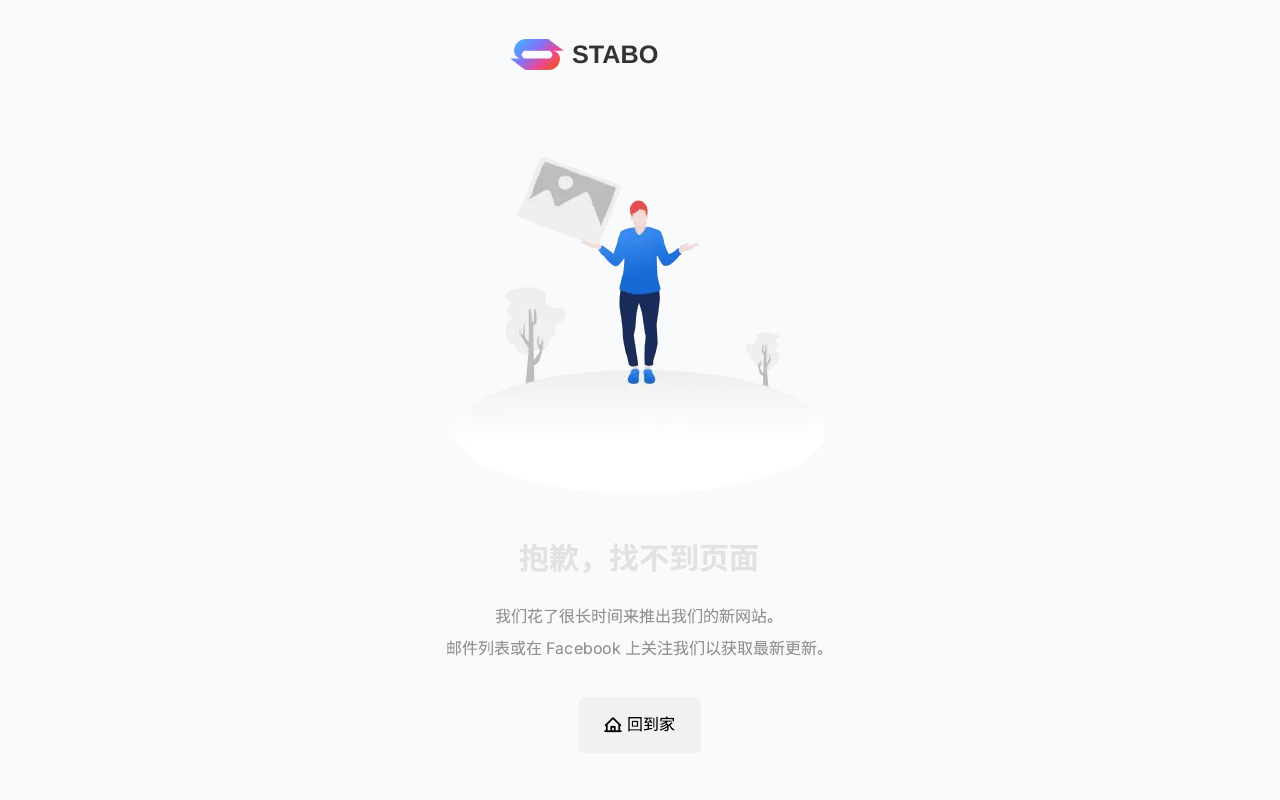 STABO
抱歉，找不到页面
我们花了很长时间来推出我们的新网站。
邮件列表或在 Facebook 上关注我们以获取最新更新。
回到家